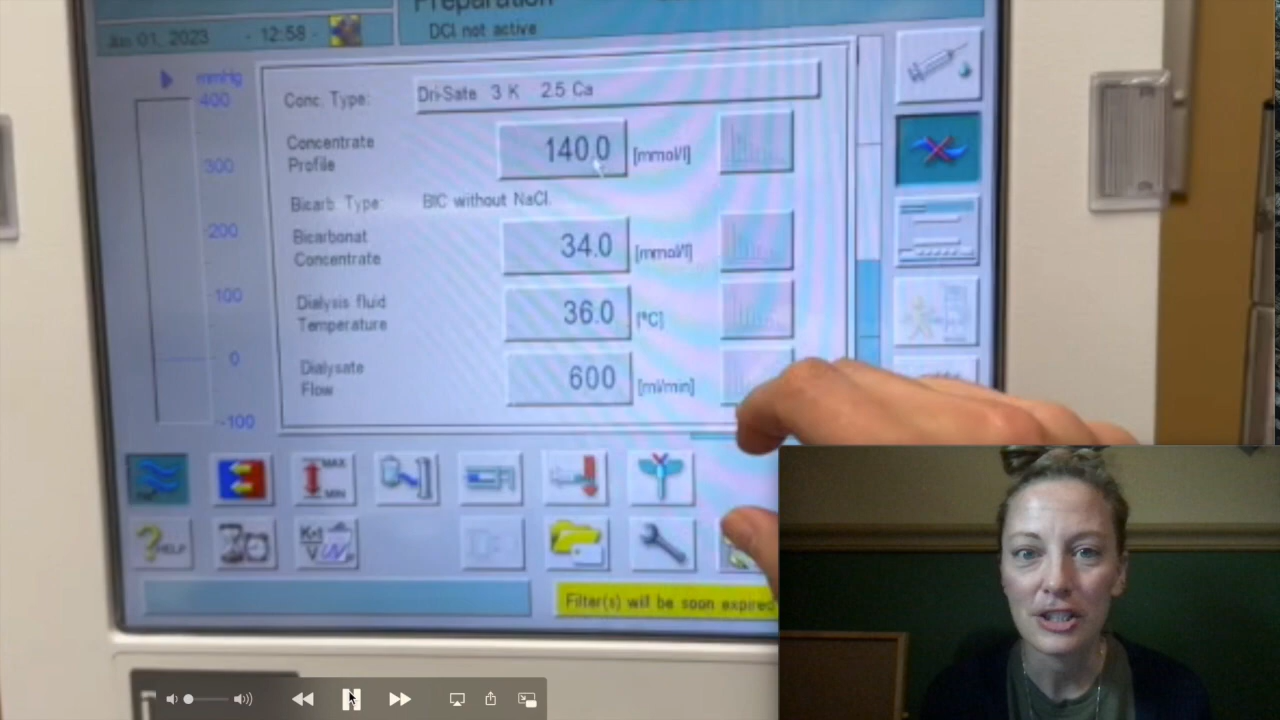 Preparation
Jan 01, 2023 - 12:58 -
DCI not active
mmHg
400
300
200
100
0
-100
Conc. Type: Dri-Sate 3 K 2.5 Ca
Concentrate Profile 140.0 [mmol/l]
Bicarb Type: BIC without NaCl.
Bicarbonat Concentrate 34.0 [mmol/l]
Dialysis fluid Temperature 36.0 [°C]
Dialysate Flow 600 [ml/min]
MAX
MIN
? HELP
K·t
V
Filter(s) will be soon expired